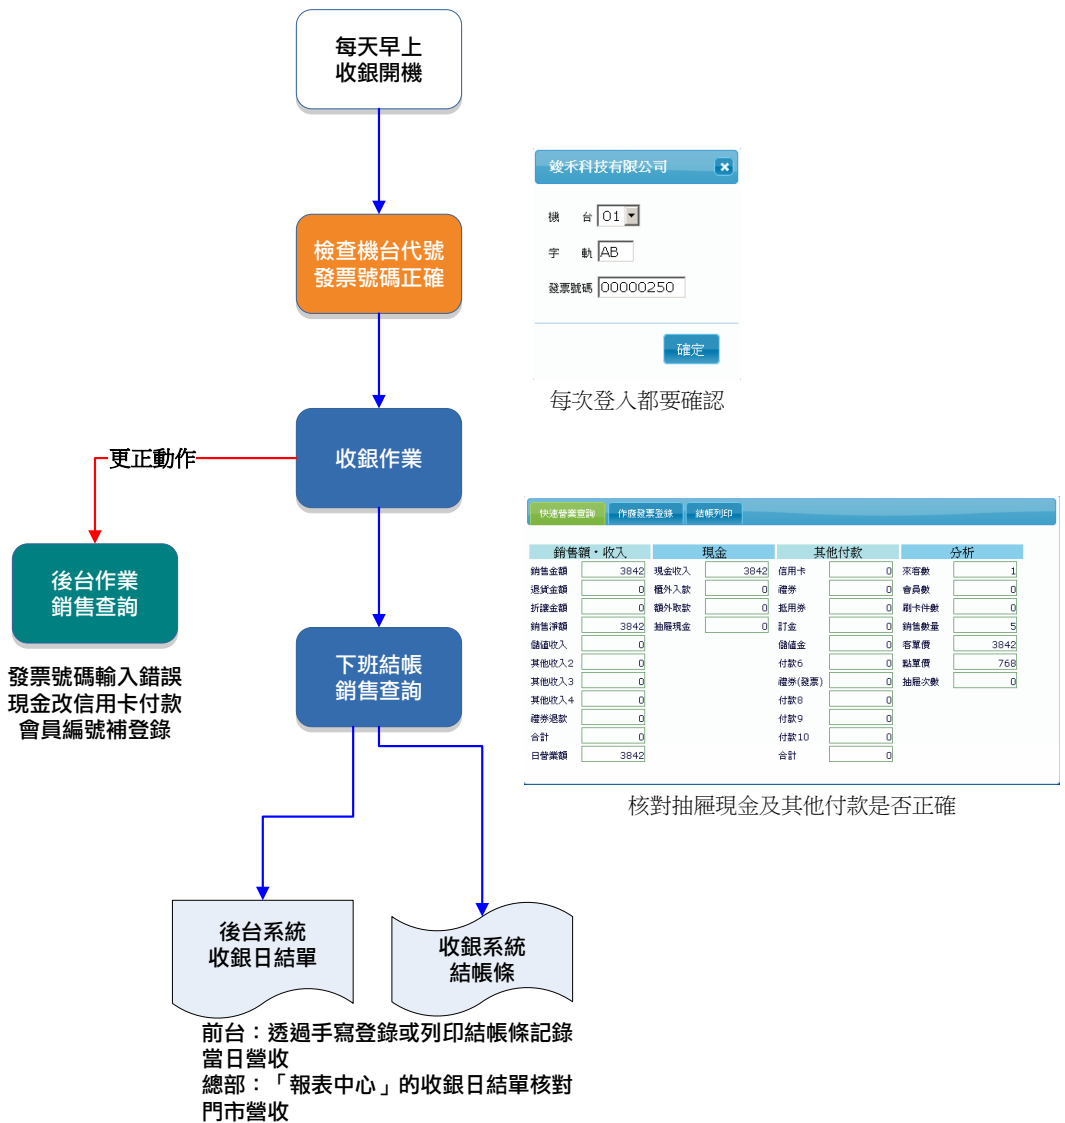 每天早上
收銀開機
竣禾科技有限公司
機 台 01
字 軌 AB
發票號碼 00000250
確定
每次登入都要確認
檢查機台代號
發票號碼正確
更正動作
收銀作業
快速營業查詢 作廢發票登錄 結帳列印
銷售額・收入 現金 其他付款 分析
銷售金額 3842 現金收入 3842 信用卡 0 來客數 1
退貨金額 0 櫃外入款 0 禮券 0 會員數 0
折讓金額 0 額外取款 0 抵用券 0 刷卡件數 0
銷售淨額 3842 抽屜現金 0 訂金 0 銷售數量 5
儲值收入 0 儲值金 0 客單價 3842
其他收入2 0 付款6 0 點單價 768
其他收入3 0 禮券(發票) 0 抽屜次數 0
其他收入4 0 付款8 0
禮券退款 0 付款9 0
合計 0 付款10 0
日營業額 3842 合計 0
核對抽屜現金及其他付款是否正確
後台作業
銷售查詢
發票號碼輸入錯誤
現金改信用卡付款
會員編號補登錄
下班結帳
銷售查詢
後台系統
收銀日結單
收銀系統
結帳條
前台：透過手寫登錄或列印結帳條記錄
當日營收
總部：「報表中心」的收銀日結單核對
門市營收